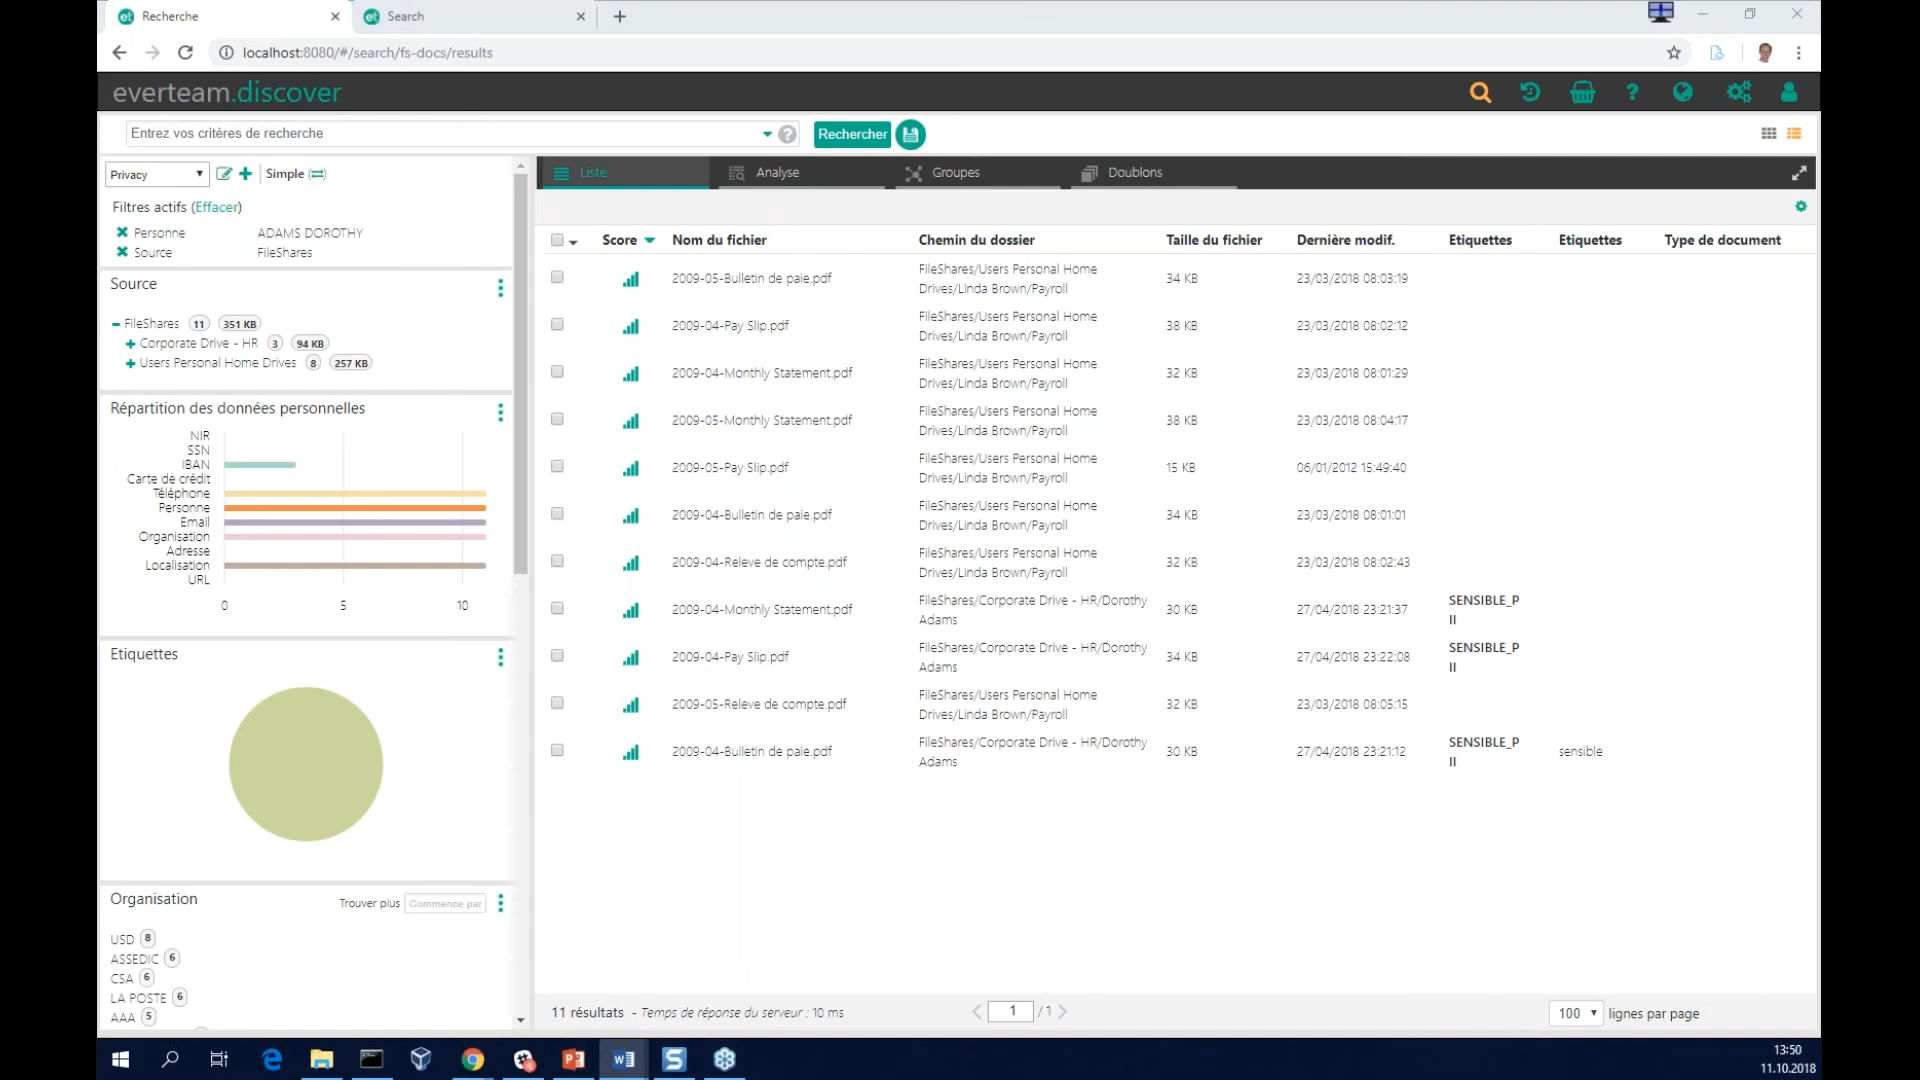 Recherche
Search
localhost:8080/#/search/fs-docs/results
everteam.discover
Entrez vos critères de recherche
Rechercher
Privacy
Simple
Filtres actifs (Effacer)
Personne ADAMS DOROTHY
Source FileShares
Source
FileShares 11 351 KB
Corporate Drive - HR 3 94 KB
Users Personal Home Drives 8 257 KB
Répartition des données personnelles
NIR
SSN
IBAN
Carte de crédit
Téléphone
Personne
Email
Organisation
Adresse
Localisation
URL
0 5 10
Etiquettes
Organisation Trouver plus Commence par
USD 8
ASSEDIC 6
CSA 6
LA POSTE 6
AAA 5
Liste Analyse Groupes Doublons
Score Nom du fichier Chemin du dossier Taille du fichier Dernière modif. Etiquettes Etiquettes Type de document
2009-05-Bulletin de paie.pdf FileShares/Users Personal Home 34 KB 23/03/2018 08:03:19
Drives/Linda Brown/Payroll
2009-04-Pay Slip.pdf FileShares/Users Personal Home 38 KB 23/03/2018 08:02:12
Drives/Linda Brown/Payroll
2009-04-Monthly Statement.pdf FileShares/Users Personal Home 32 KB 23/03/2018 08:01:29
Drives/Linda Brown/Payroll
2009-05-Monthly Statement.pdf FileShares/Users Personal Home 38 KB 23/03/2018 08:04:17
Drives/Linda Brown/Payroll
2009-05-Pay Slip.pdf FileShares/Users Personal Home 15 KB 06/01/2012 15:49:40
Drives/Linda Brown/Payroll
2009-04-Bulletin de paie.pdf FileShares/Users Personal Home 34 KB 23/03/2018 08:01:01
Drives/Linda Brown/Payroll
2009-04-Releve de compte.pdf FileShares/Users Personal Home 32 KB 23/03/2018 08:02:43
Drives/Linda Brown/Payroll
2009-04-Monthly Statement.pdf FileShares/Corporate Drive - HR/Dorothy 30 KB 27/04/2018 23:21:37 SENSIBLE_P
Adams II
2009-04-Pay Slip.pdf FileShares/Corporate Drive - HR/Dorothy 34 KB 27/04/2018 23:22:08 SENSIBLE_P
Adams II
2009-05-Releve de compte.pdf FileShares/Users Personal Home 32 KB 23/03/2018 08:05:15
Drives/Linda Brown/Payroll
2009-04-Bulletin de paie.pdf FileShares/Corporate Drive - HR/Dorothy 30 KB 27/04/2018 23:21:12 SENSIBLE_P sensible
Adams II
11 résultats - Temps de réponse du serveur : 10 ms
1 /1
100 lignes par page
13:50
11.10.2018